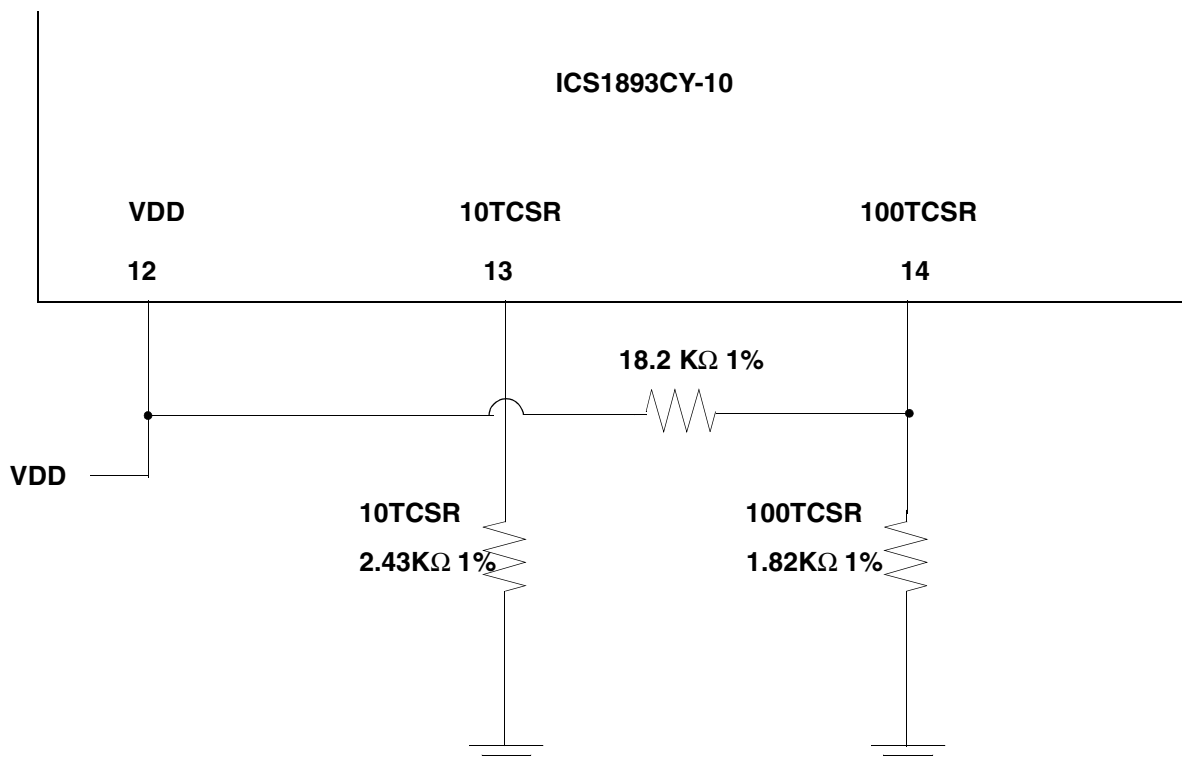 ICS1893CY-10
VDD
10TCSR
100TCSR
12
13
14
18.2 KΩ 1%
VDD
10TCSR
2.43KΩ 1%
100TCSR
1.82KΩ 1%